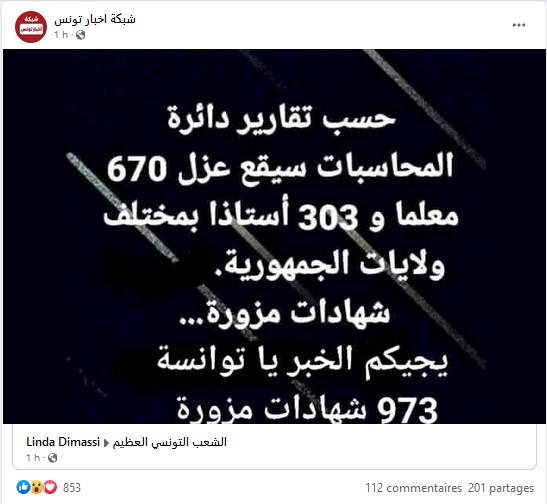 شبكة اخبار تونس
شبكة
أخبار تونس
1 h
حسب تقارير دائرة
المحاسبات سيقع عزل 670
معلما و 303 أستاذا بمختلف
ولايات الجمهورية.
شهادات مزورة...
يجيكم الخبر يا توانسة
973 شهادات مزورة
Linda Dimassi ▸ الشعب التونسي العظيم
1 h
853
112 commentaires 201 partages